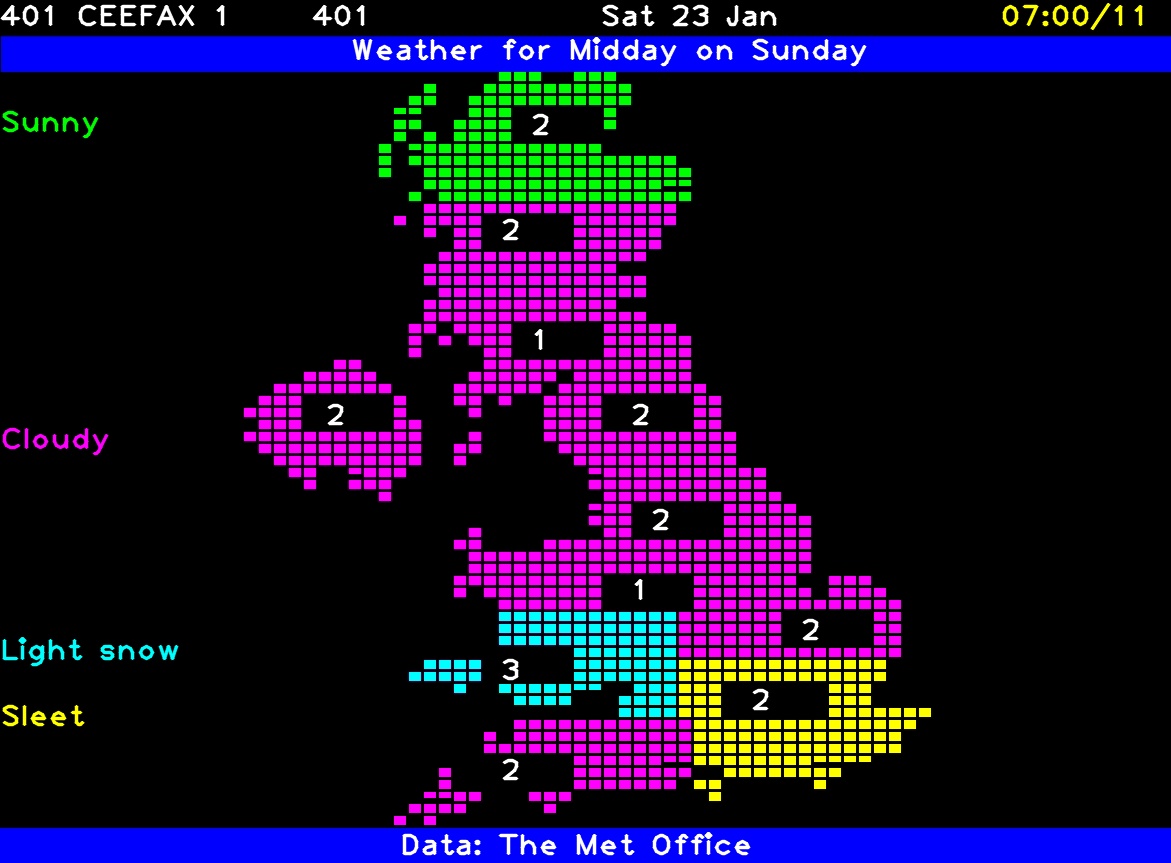 401 CEEFAX 1 401 Sat 23 Jan 07:00/11
Weather for Midday on Sunday
Sunny
2
2
1
2 2
Cloudy
2
1
2
Light snow
3
2
Sleet
2
Data: The Met Office